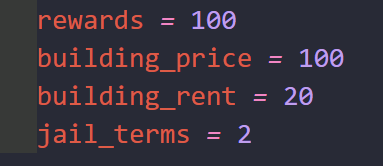 rewards = 100
building_price = 100
building_rent = 20
jail_terms = 2